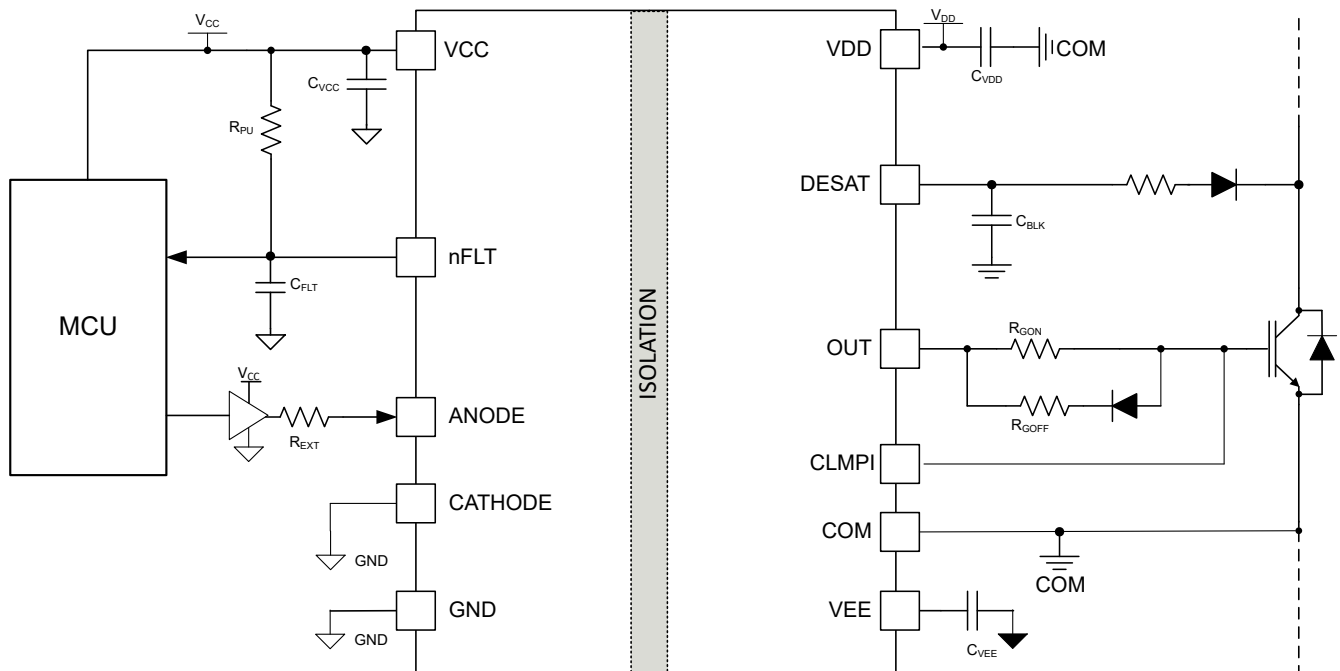 VCC
VCC
CVCC
RPU
MCU
nFLT
CFLT
VCC
REXT
ANODE
CATHODE
GND
GND
GND
ISOLATION
VDD
VDD
CVDD
COM
DESAT
CBLK
OUT
RGON
RGOFF
CLMPI
COM
COM
VEE
CVEE